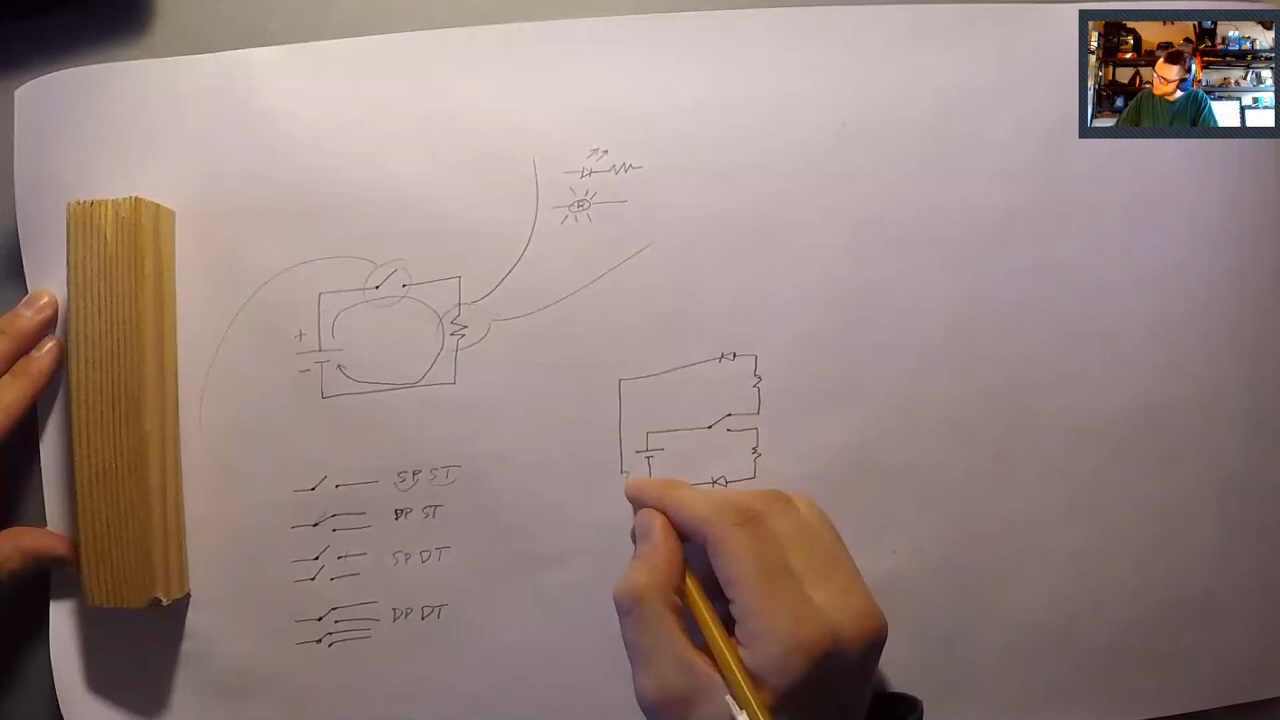 +
−
SP ST
DP ST
SP DT
DP DT